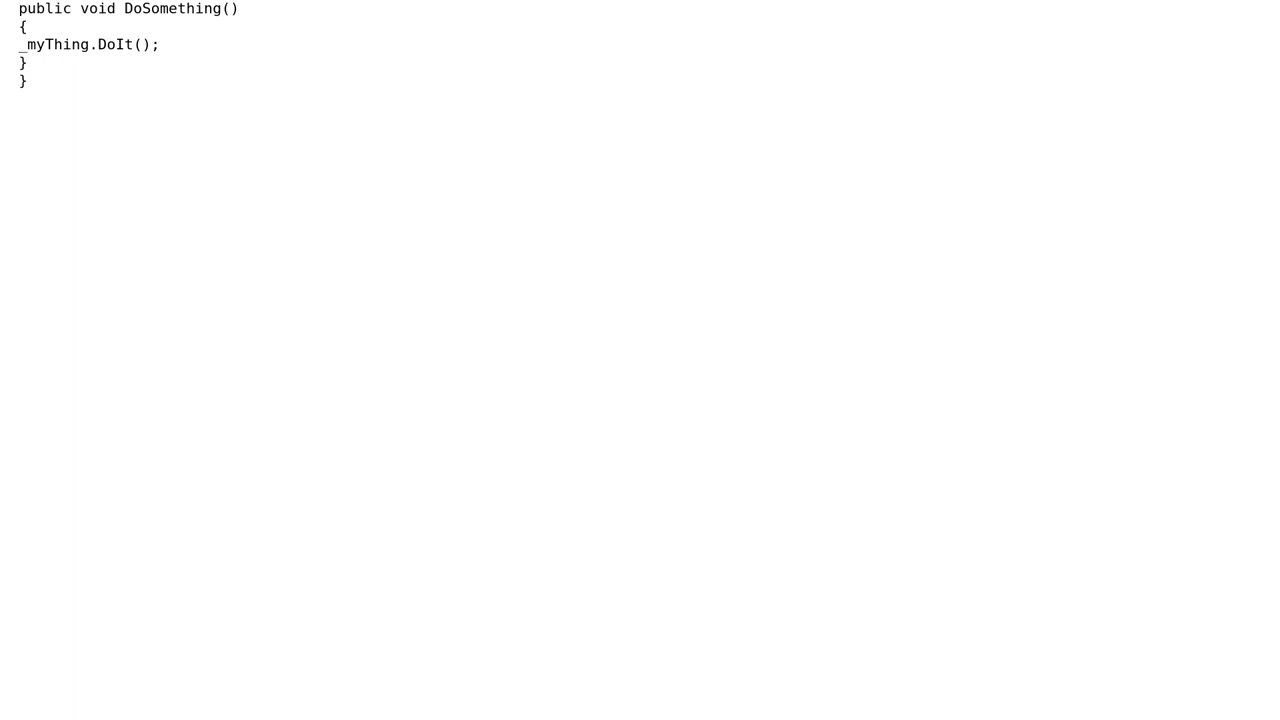 public void DoSomething()
{
_myThing.DoIt();
}
}